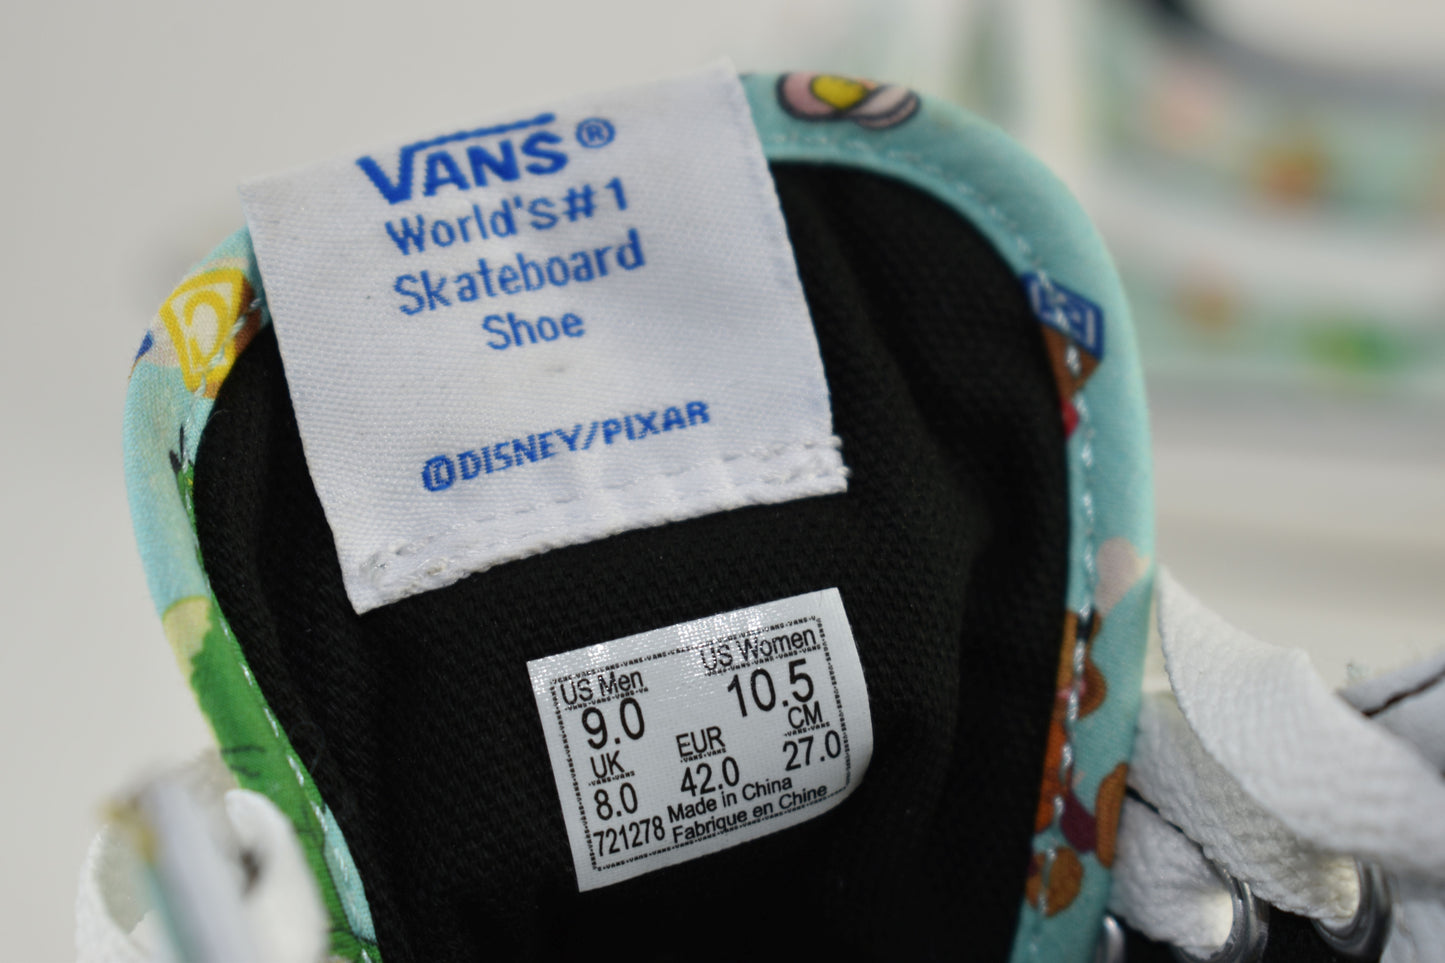 VANS®
World's #1
Skateboard
Shoe
©DISNEY/PIXAR
US Men US Women
9.0 10.5
UK EUR CM
8.0 42.0 27.0
721278 Made in China
Fabrique en Chine